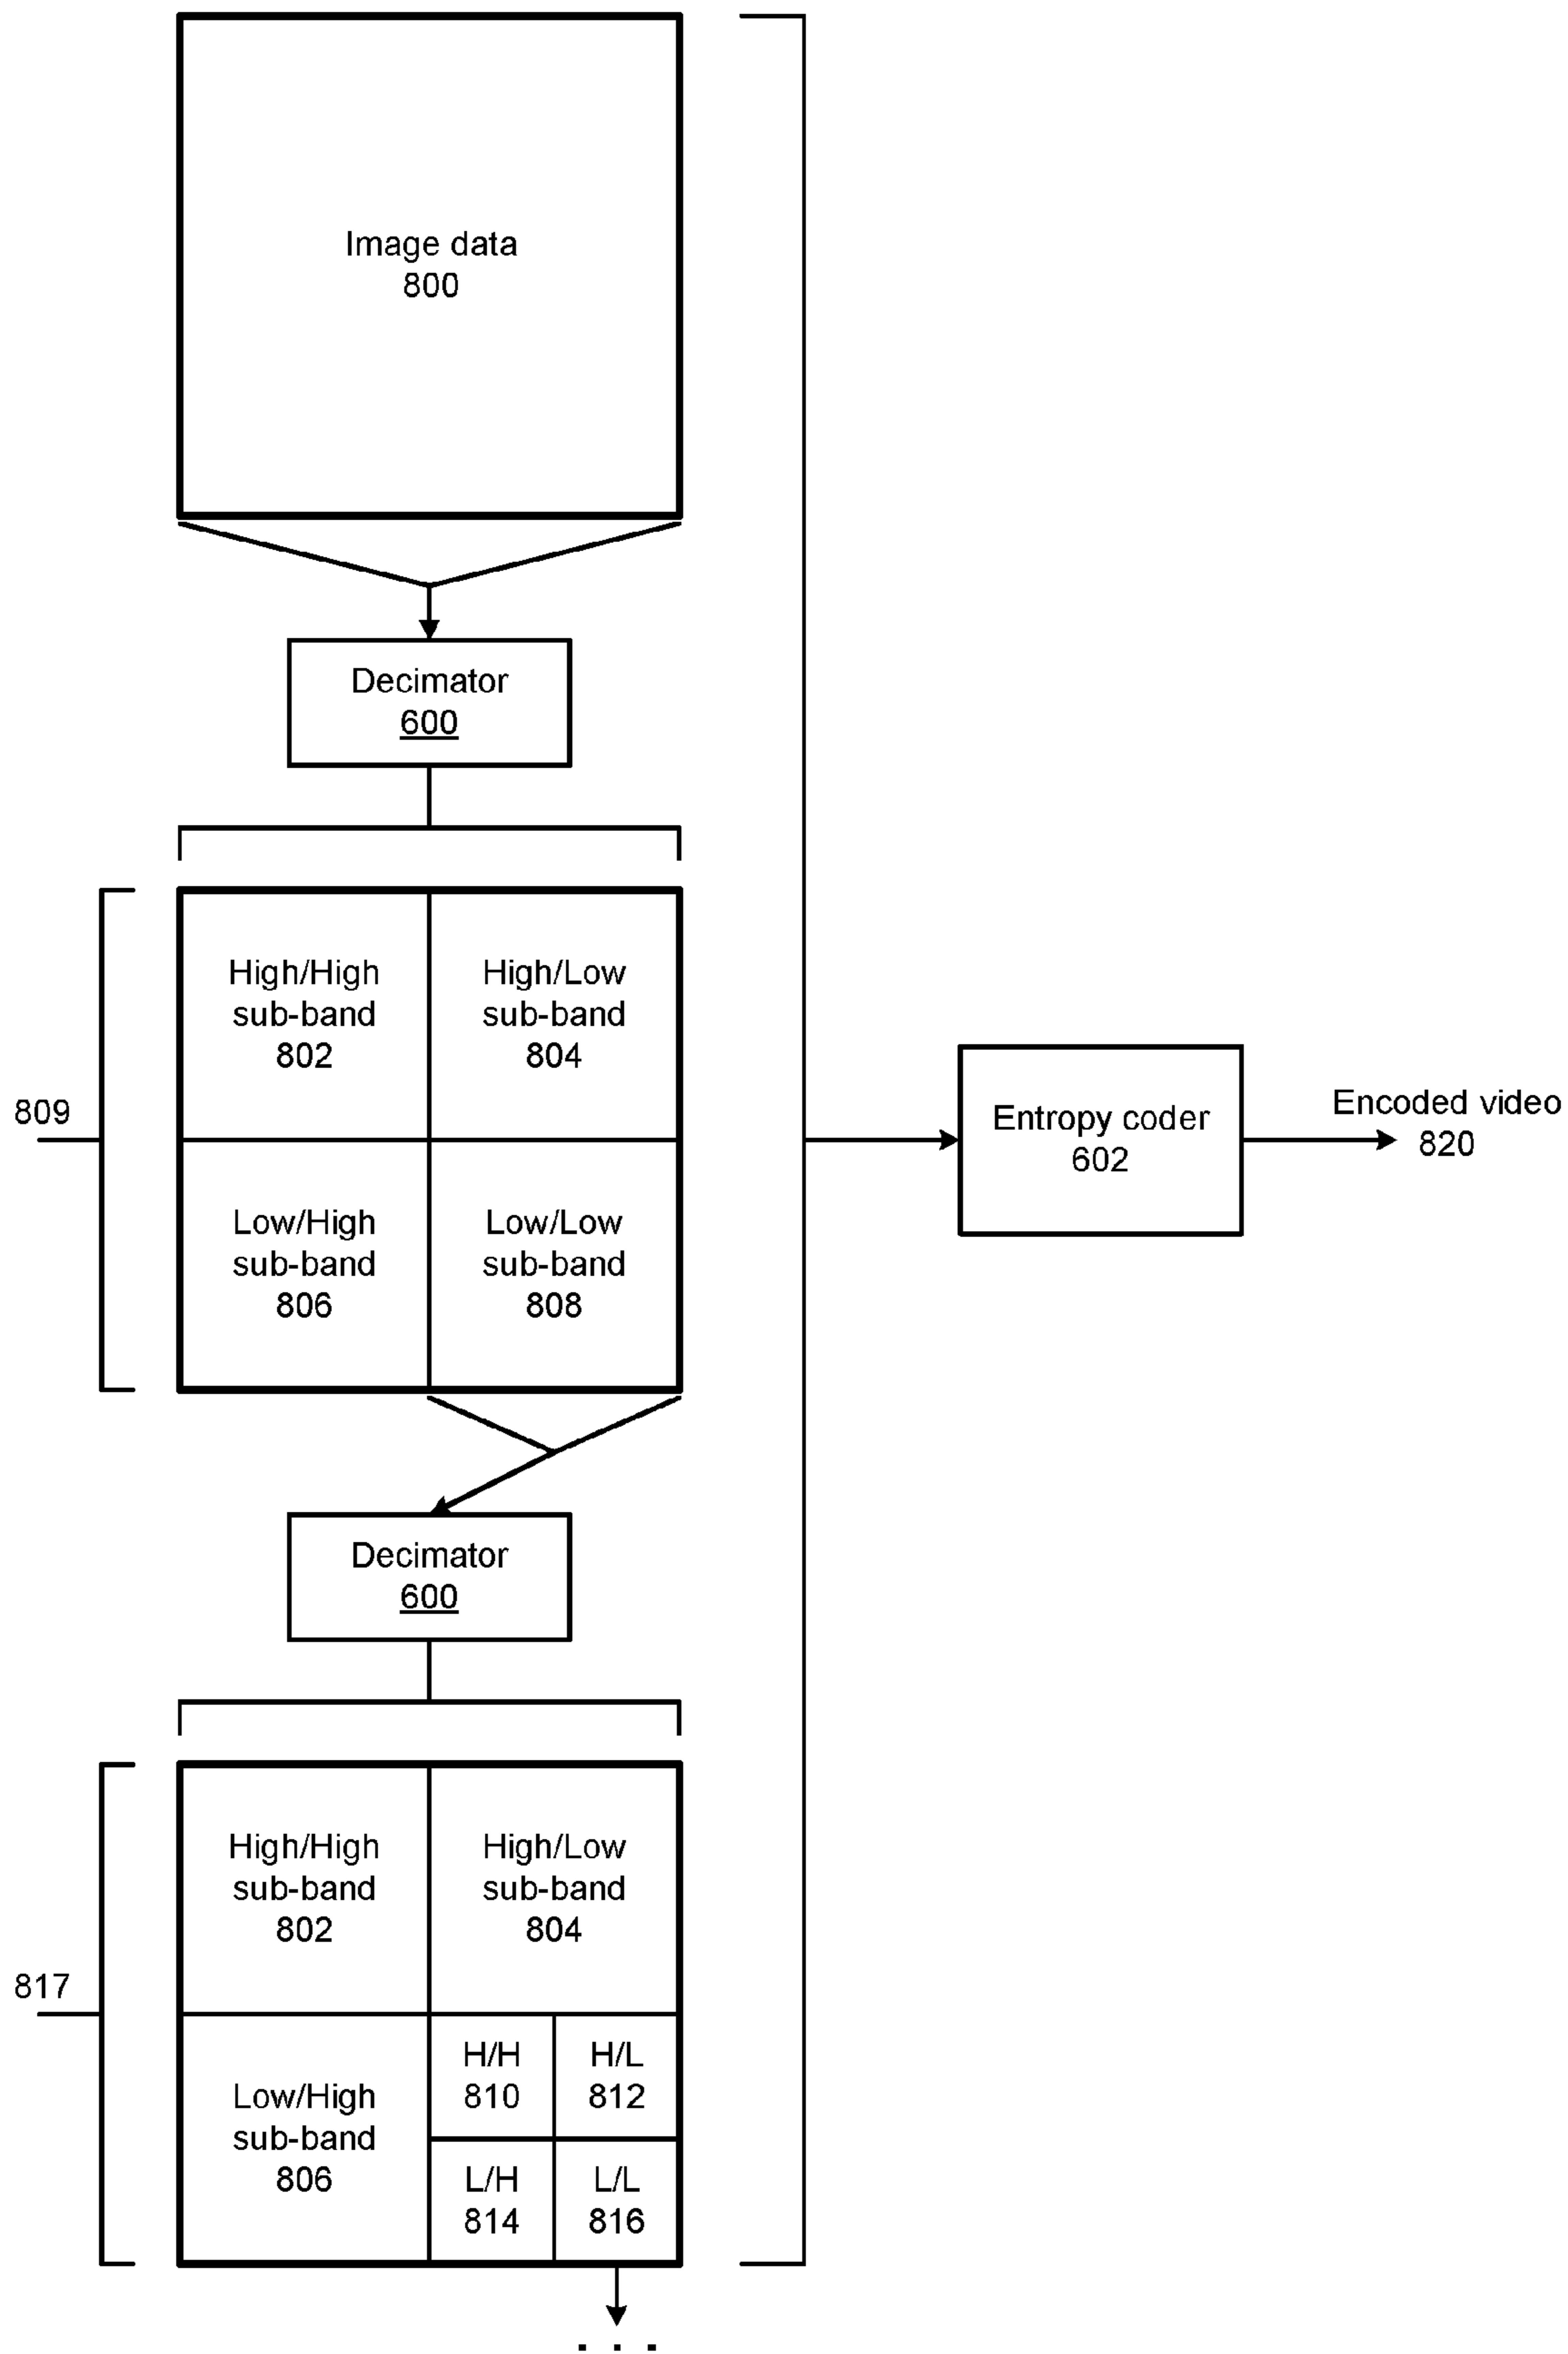 Image data
800
Decimator
600
High/High
sub-band
802
High/Low
sub-band
804
809
Low/High
sub-band
806
Low/Low
sub-band
808
Entropy coder
602
Encoded video
820
Decimator
600
High/High
sub-band
802
High/Low
sub-band
804
817
Low/High
sub-band
806
H/H
810
H/L
812
L/H
814
L/L
816
. . .